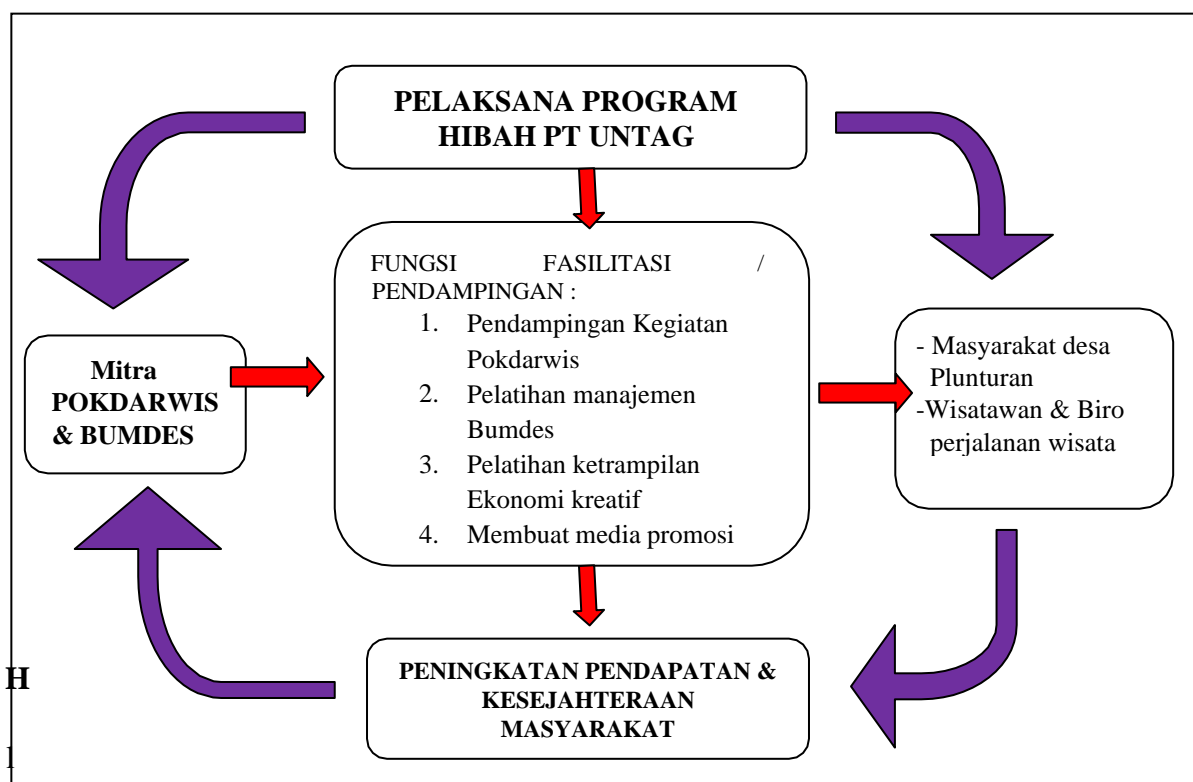 PELAKSANA PROGRAM
HIBAH PT UNTAG
FUNGSI FASILITASI /
PENDAMPINGAN :
1. Pendampingan Kegiatan
Pokdarwis
2. Pelatihan manajemen
Bumdes
3. Pelatihan ketrampilan
Ekonomi kreatif
4. Membuat media promosi
Mitra
POKDARWIS
& BUMDES
- Masyarakat desa
Plunturan
-Wisatawan & Biro
perjalanan wisata
PENINGKATAN PENDAPATAN &
KESEJAHTERAAN
MASYARAKAT
H
l